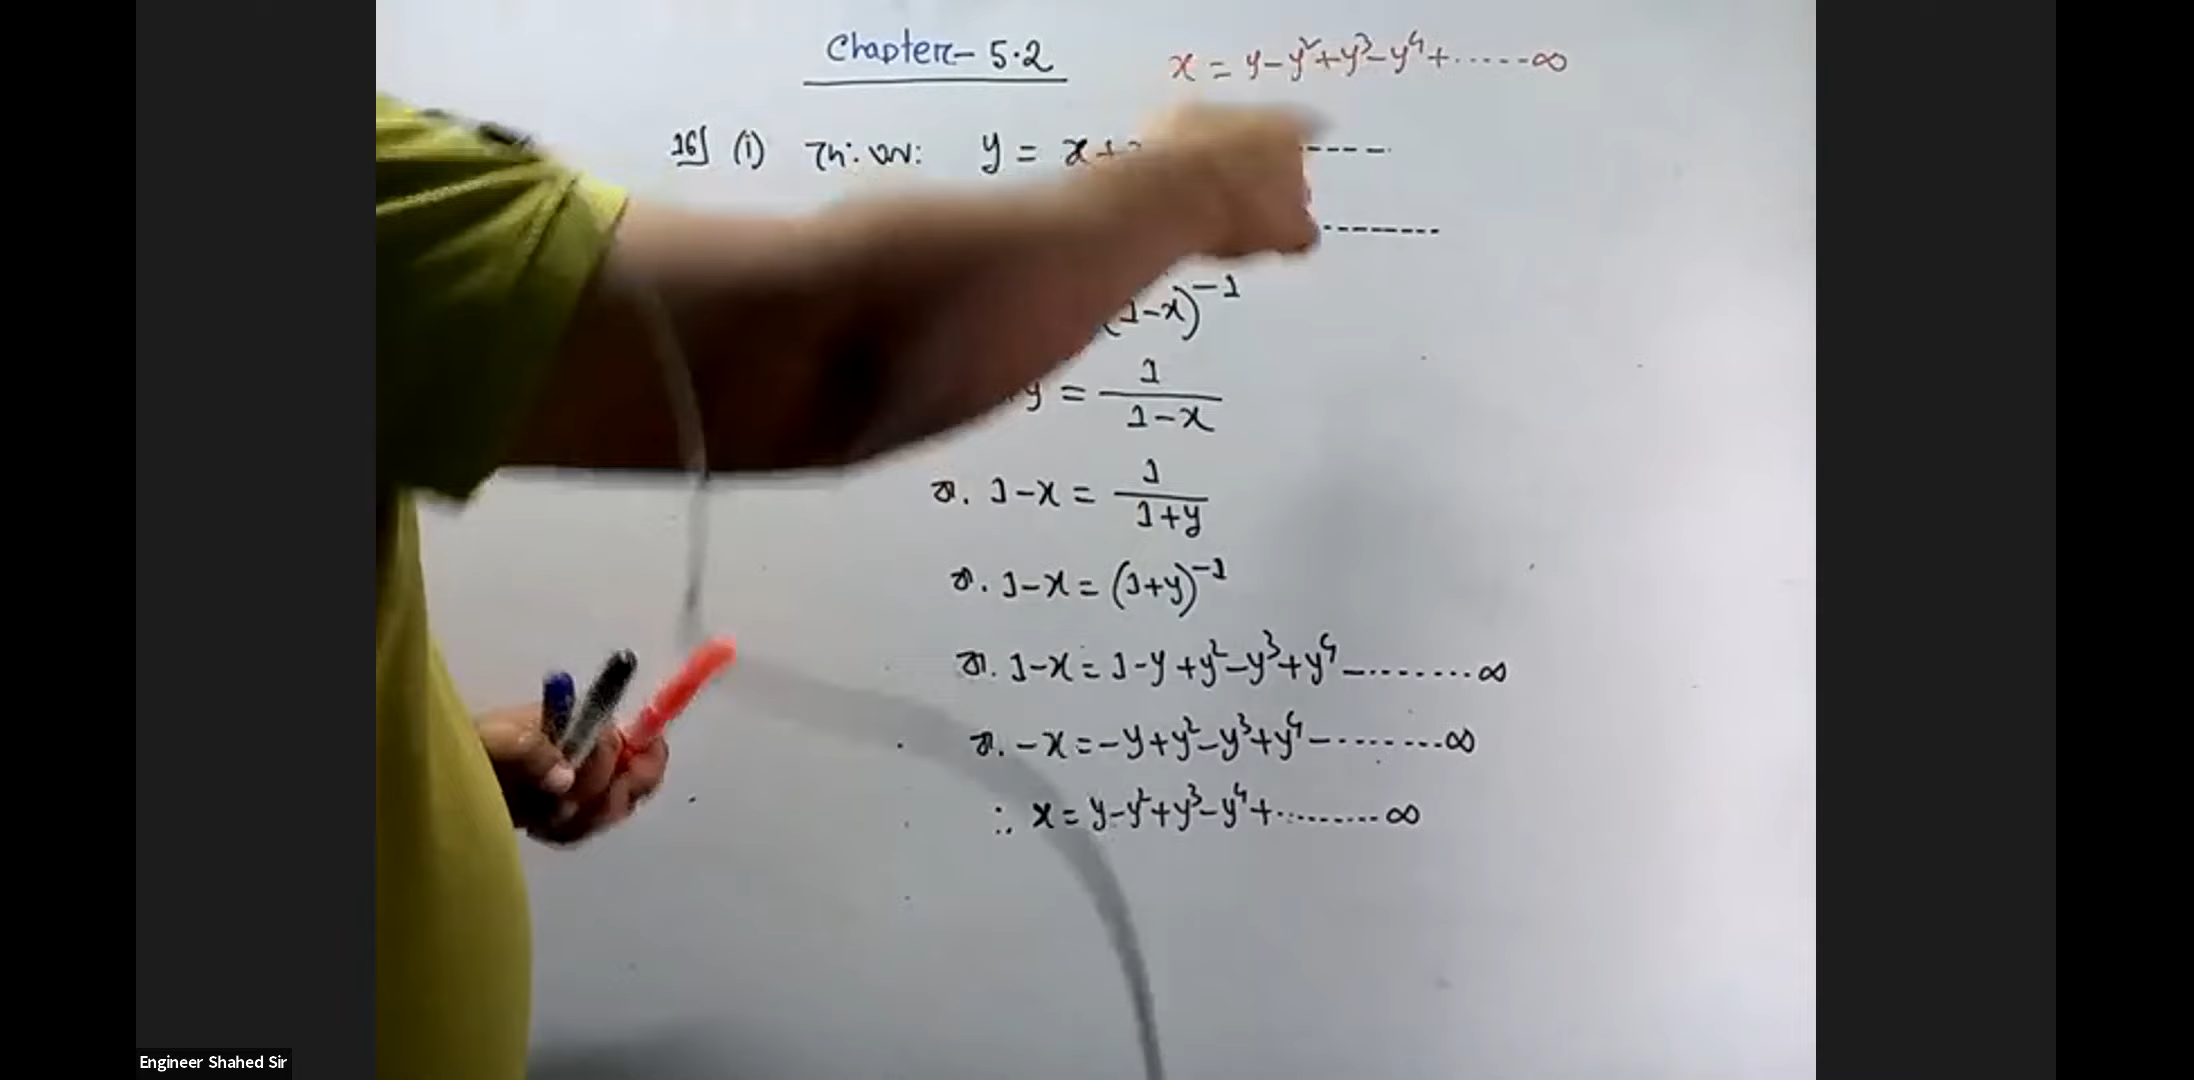 Chapter- 5.2
x = y-y²+y³-y⁴+.....∞
16] (i) দে: আছে: y = x+
-------
(1-x)⁻¹
y = 1/(1-x)
বা. 1-x = 1/(1+y)
বা. 1-x = (1+y)⁻¹
বা. 1-x = 1-y+y²-y³+y⁴-........∞
বা. -x = -y+y²-y³+y⁴-........∞
∴ x = y-y²+y³-y⁴+.........∞
Engineer Shahed Sir